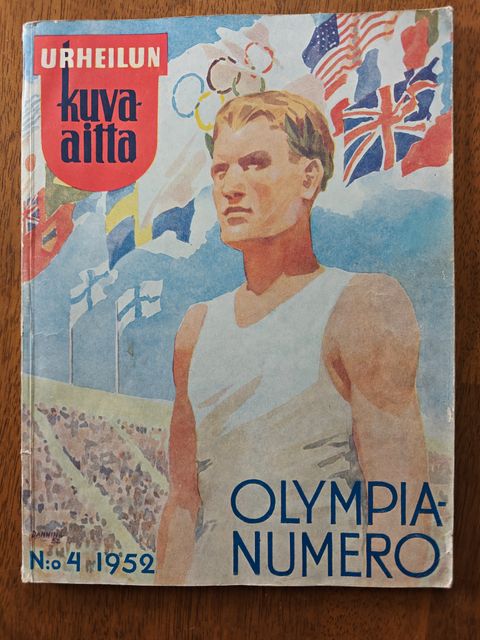 URHEILUN
kuva-
aitta
OLYMPIA-
NUMERO
N:o 4 1952